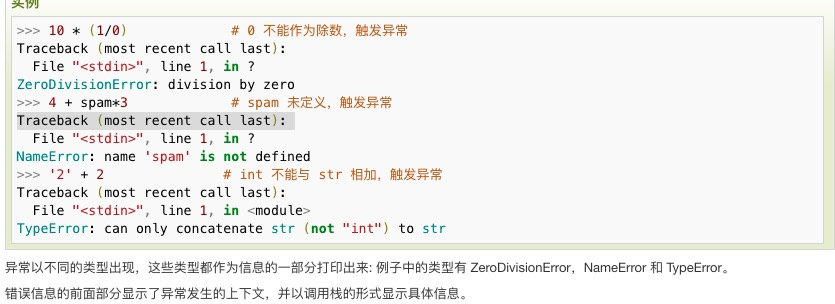 实例
>>> 10 * (1/0)             # 0 不能作为除数，触发异常
Traceback (most recent call last):
  File "<stdin>", line 1, in ?
ZeroDivisionError: division by zero
>>> 4 + spam*3             # spam 未定义，触发异常
Traceback (most recent call last):
  File "<stdin>", line 1, in ?
NameError: name 'spam' is not defined
>>> '2' + 2               # int 不能与 str 相加，触发异常
Traceback (most recent call last):
  File "<stdin>", line 1, in <module>
TypeError: can only concatenate str (not "int") to str
异常以不同的类型出现，这些类型都作为信息的一部分打印出来: 例子中的类型有 ZeroDivisionError，NameError 和 TypeError。
错误信息的前面部分显示了异常发生的上下文，并以调用栈的形式显示具体信息。